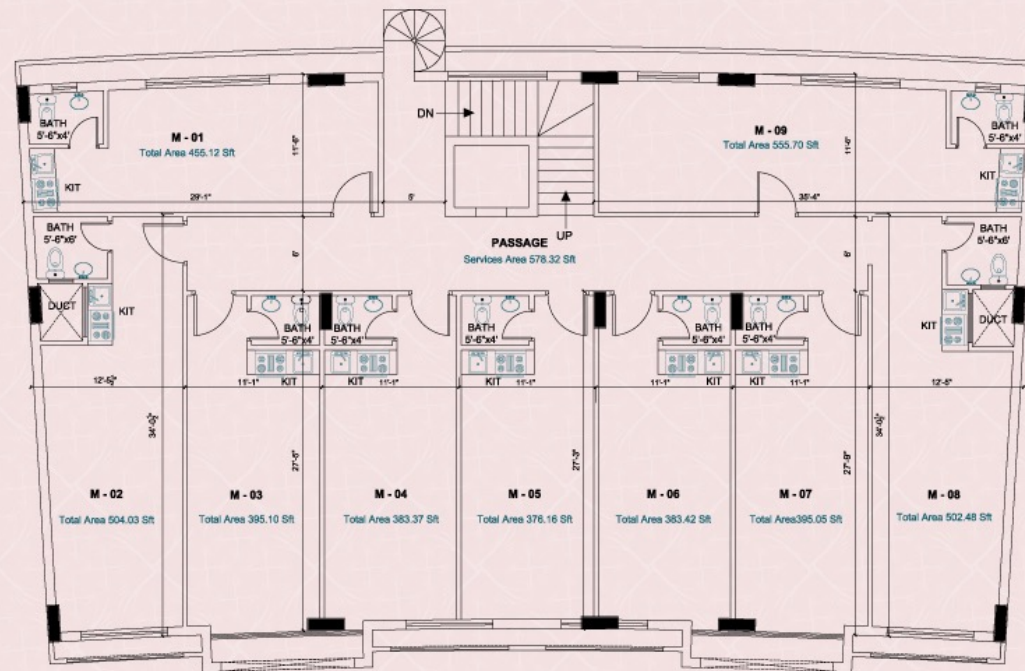 DN
BATH
5'-6"x4'
M - 01
Total Area 455.12 Sft
11'-6"
KIT
29'-1"
5'
M - 09
Total Area 555.70 Sft
11'-6"
BATH
5'-6"x4'
KIT
35'-4"
UP
BATH
5'-6"x6'
DUCT
KIT
6'
PASSAGE
Services Area 578.32 Sft
6'
BATH
5'-6"x6'
KIT
DUCT
BATH
5'-6"x4'
KIT
BATH
5'-6"x4'
KIT
BATH
5'-6"x4'
KIT
BATH
5'-6"x4'
KIT
BATH
5'-6"x4'
KIT
11'-1"
11'-1"
11'-1"
11'-1"
11'-1"
12'-5"
27'-3"
M - 02
Total Area 504.03 Sft
M - 03
Total Area 395.10 Sft
M - 04
Total Area 383.37 Sft
M - 05
Total Area 376.16 Sft
M - 06
Total Area 383.42 Sft
M - 07
Total Area395.05 Sft
M - 08
Total Area 502.48 Sft